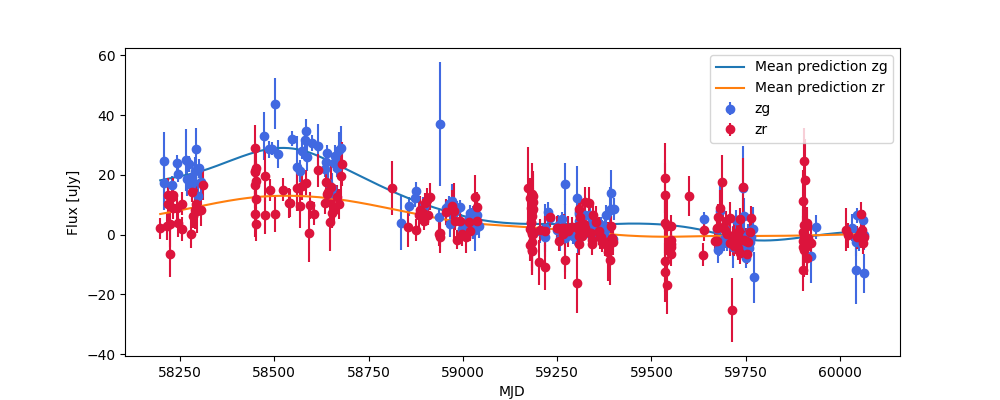 60
40
20
0
−20
−40
Flux [uJy]
58250
58500
58750
59000
59250
59500
59750
60000
MJD
Mean prediction zg
Mean prediction zr
zg
zr